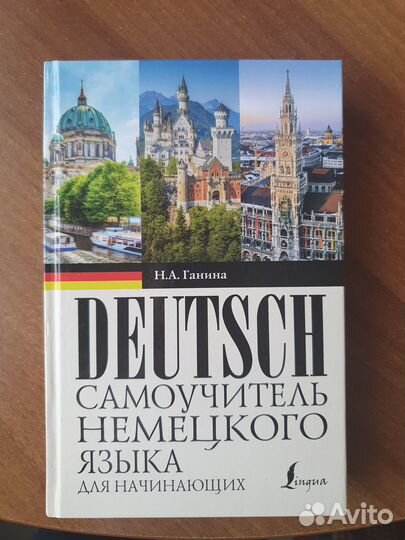 Н.А. Ганина
DEUTSCH
САМОУЧИТЕЛЬ
НЕМЕЦКОГО
ЯЗЫКА
ДЛЯ НАЧИНАЮЩИХ
Lingua
Avito